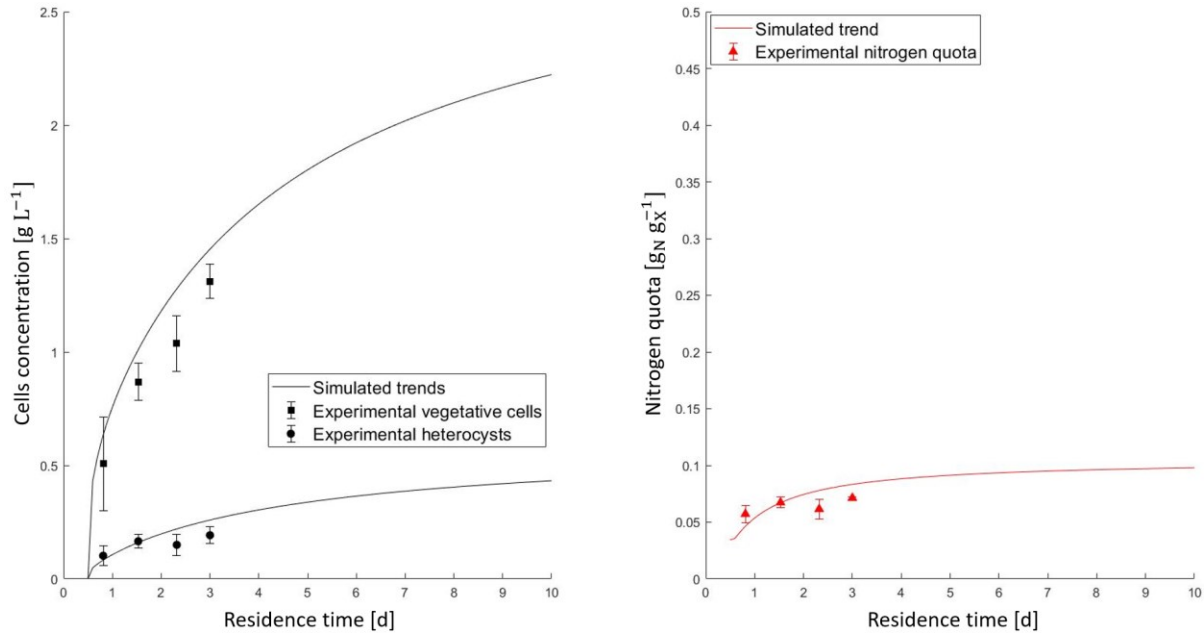 2.5
2
1.5
1
0.5
0
Cells concentration [g L⁻¹]
Simulated trends
Experimental vegetative cells
Experimental heterocysts
0 1 2 3 4 5 6 7 8 9 10
Residence time [d]
0.5
0.45
0.4
0.35
0.3
0.25
0.2
0.15
0.1
0.05
0
Nitrogen quota [g_N g_X⁻¹]
Simulated trend
Experimental nitrogen quota
0 1 2 3 4 5 6 7 8 9 10
Residence time [d]